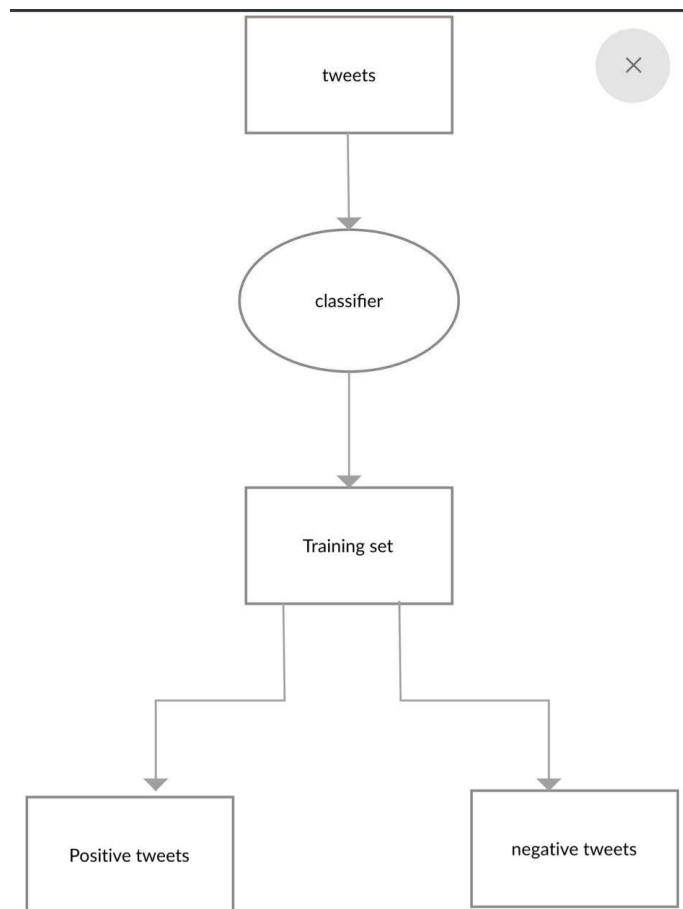 tweets
classifier
Training set
Positive tweets
negative tweets